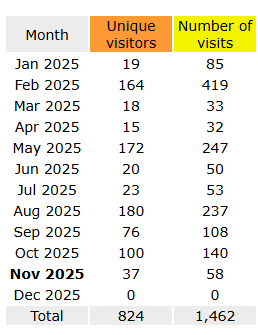 Month Unique visitors Number of visits
Jan 2025 19 85
Feb 2025 164 419
Mar 2025 18 33
Apr 2025 15 32
May 2025 172 247
Jun 2025 20 50
Jul 2025 23 53
Aug 2025 180 237
Sep 2025 76 108
Oct 2025 100 140
Nov 2025 37 58
Dec 2025 0 0
Total 824 1,462